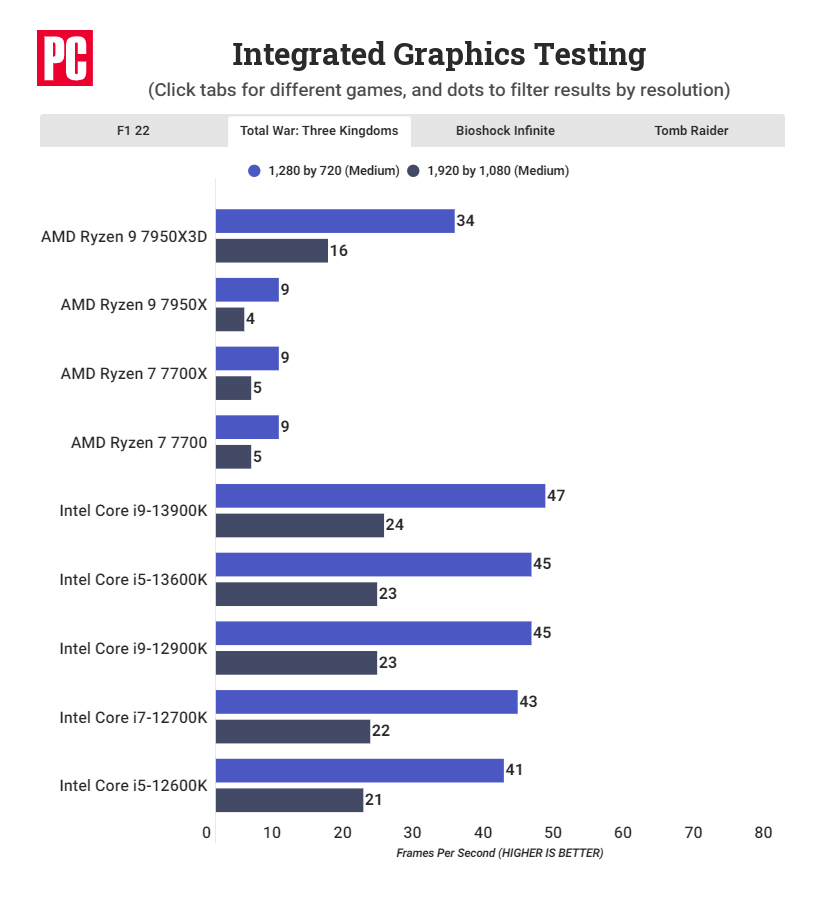 PC
Integrated Graphics Testing
(Click tabs for different games, and dots to filter results by resolution)
F1 22 Total War: Three Kingdoms Bioshock Infinite Tomb Raider
1,280 by 720 (Medium) 1,920 by 1,080 (Medium)
AMD Ryzen 9 7950X3D
34
16
AMD Ryzen 9 7950X
9
4
AMD Ryzen 7 7700X
9
5
AMD Ryzen 7 7700
9
5
Intel Core i9-13900K
47
24
Intel Core i5-13600K
45
23
Intel Core i9-12900K
45
23
Intel Core i7-12700K
43
22
Intel Core i5-12600K
41
21
0 10 20 30 40 50 60 70 80
Frames Per Second (HIGHER IS BETTER)